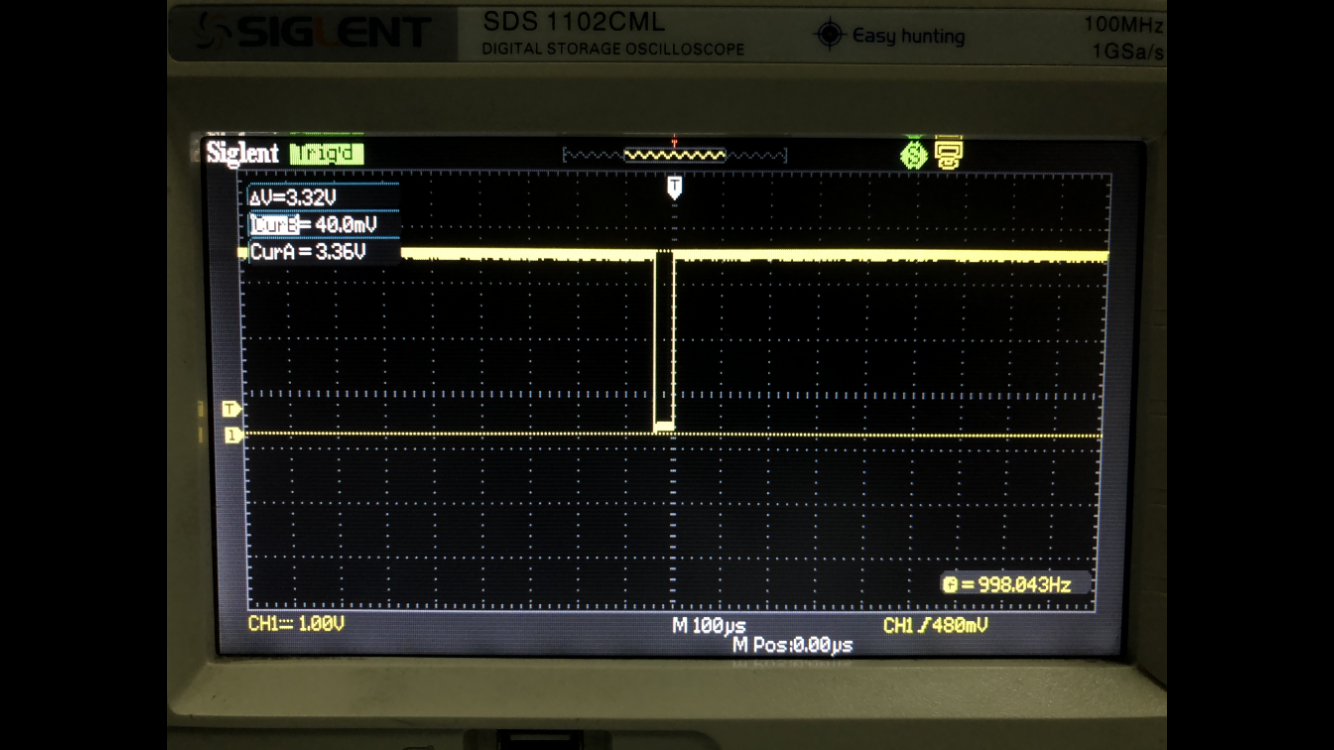 SIGLENT
SDS 1102CML
DIGITAL STORAGE OSCILLOSCOPE
Easy hunting
100MHz
1GSa/s
Siglent Trig'd
T
ΔV=3.32V
CurB= 40.0mV
CurA = 3.36V
T
1
= 998.043Hz
CH1 1.00V
M 100µs
CH1 480mV
M Pos:0.00µs